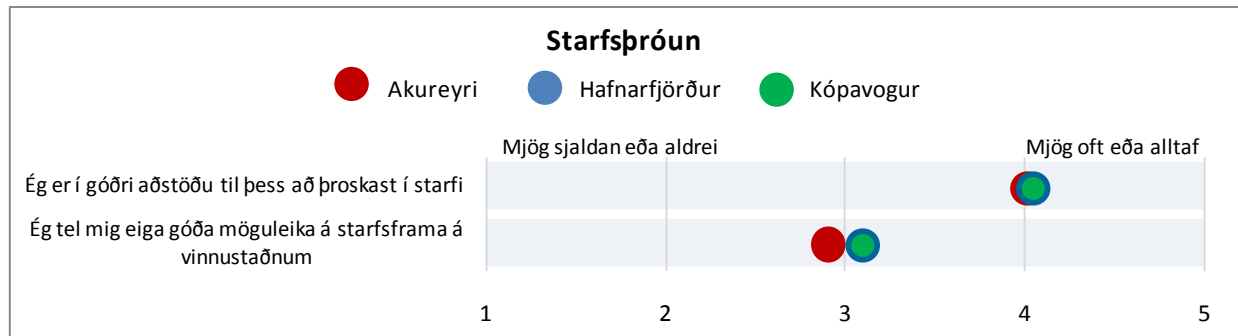 Starfsþróun
Akureyri Hafnarfjörður Kópavogur
Mjög sjaldan eða aldrei Mjög oft eða alltaf
Ég er í góðri aðstöðu til þess að þroskast í starfi
Ég tel mig eiga góða möguleika á starfsframa á
vinnustaðnum
1 2 3 4 5